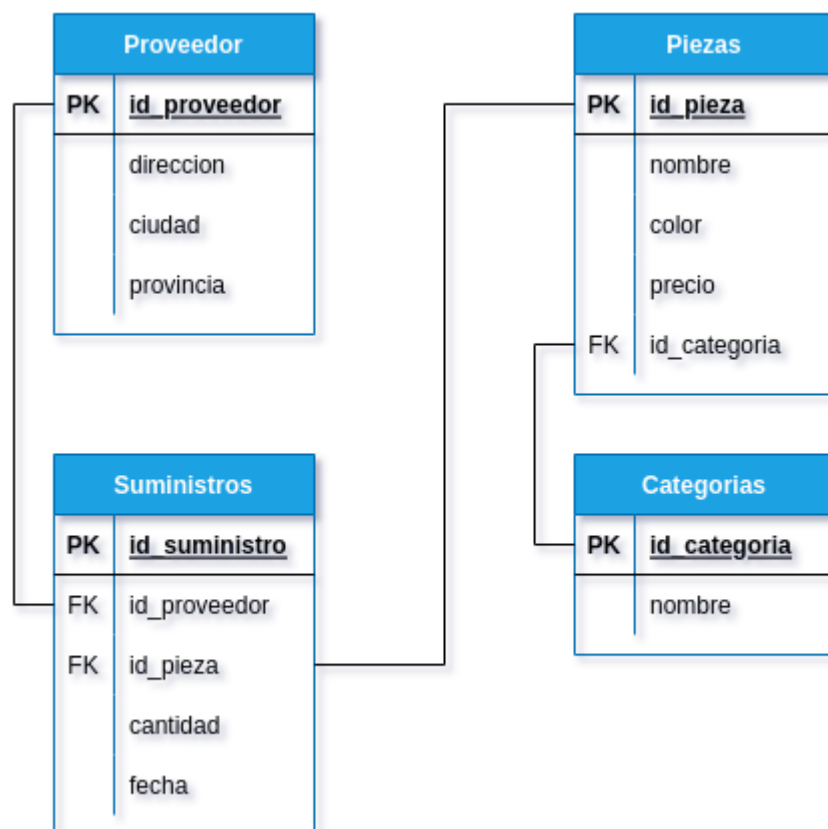 Proveedor
PK id_proveedor
direccion
ciudad
provincia
Piezas
PK id_pieza
nombre
color
precio
FK id_categoria
Suministros
PK id_suministro
FK id_proveedor
FK id_pieza
cantidad
fecha
Categorias
PK id_categoria
nombre